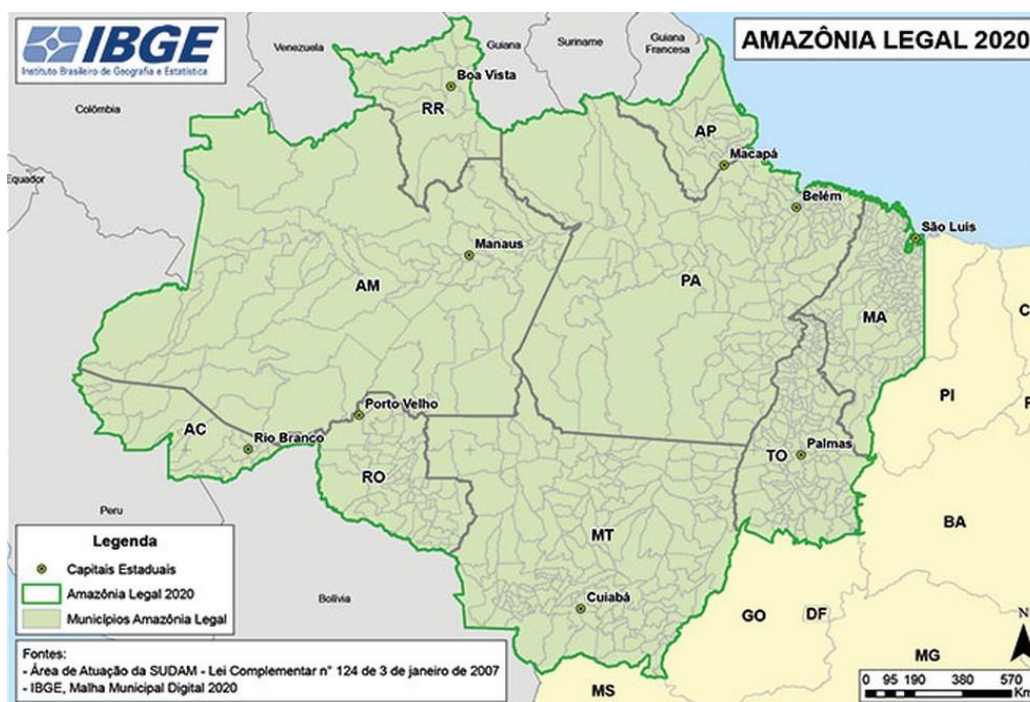 IBGE
Instituto Brasileiro de Geografia e Estatística
AMAZÔNIA LEGAL 2020
Venezuela
Guiana
Suriname
Guiana
Francesa
Colômbia
Boa Vista
RR
AP
Macapá
Equador
Belém
São Luís
Manaus
AM
PA
MA
C
PI
Porto Velho
AC
Rio Branco
TO
Palmas
RO
Peru
BA
MT
Bolívia
Cuiabá
GO
DF
MG
MS
Legenda
Capitais Estaduais
Amazônia Legal 2020
Municípios Amazônia Legal
Fontes:
- Área de Atuação da SUDAM - Lei Complementar n° 124 de 3 de janeiro de 2007
- IBGE, Malha Municipal Digital 2020
N
0 95 190 380 570
Km